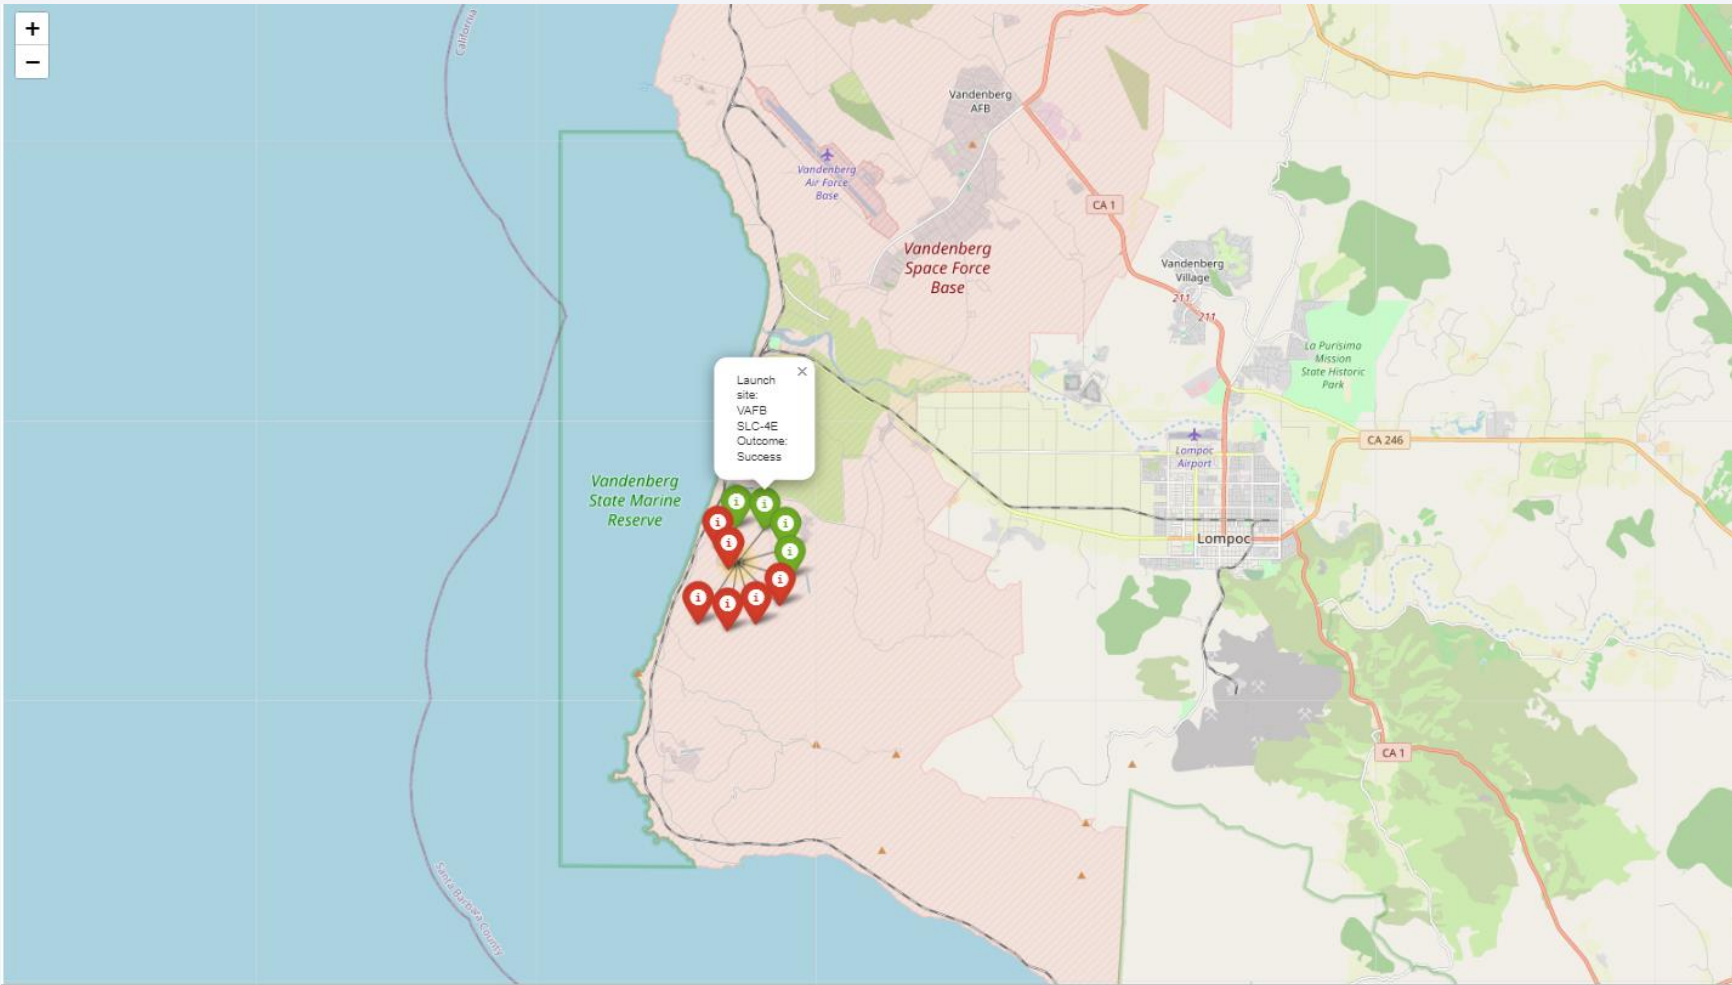 +
−
California
Vandenberg
AFB
Vandenberg
Air Force
Base
CA 1
Vandenberg
Space Force
Base
Vandenberg
Village
211
211
La Purisima
Mission
State Historic
Park
×
Launch
site:
VAFB
SLC-4E
Outcome:
Success
CA 246
Lompoc
Airport
Vandenberg
State Marine
Reserve
i
i
i
i
i
i
i
i
i
i
Lompoc
CA 1
Santa Barbara County